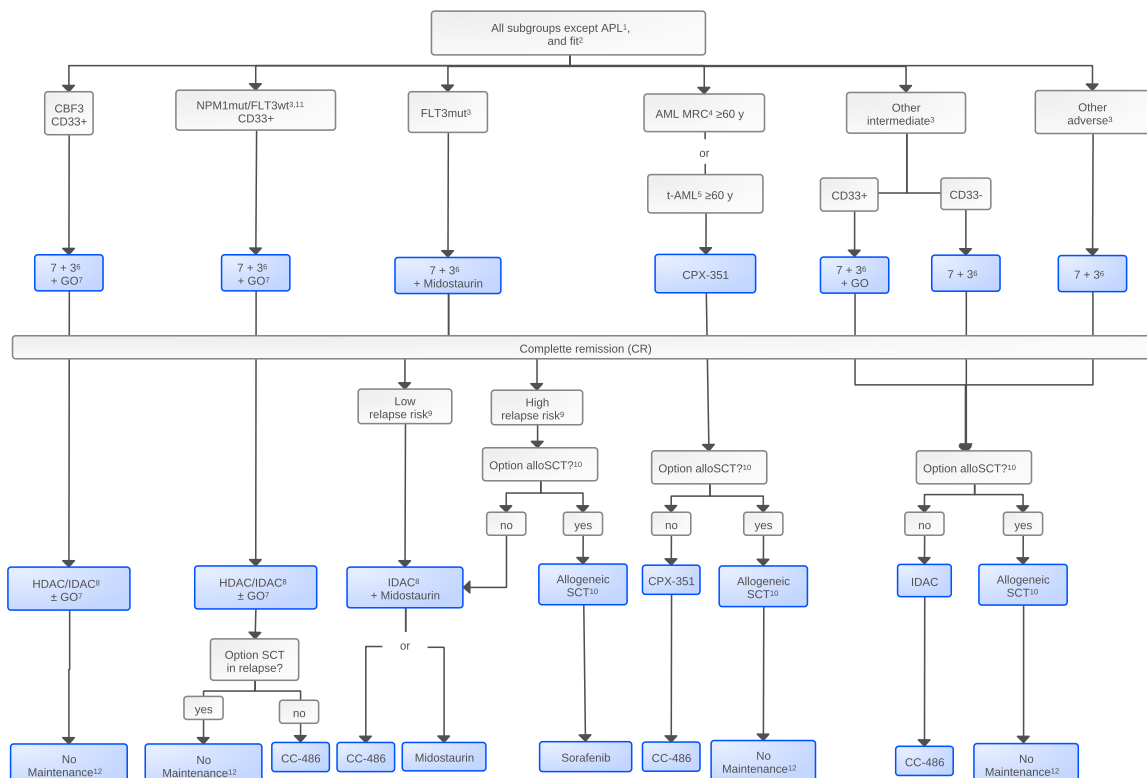 All subgroups except APL¹,
and fit²
CBF3
CD33+
NPM1mut/FLT3wt³,¹¹
CD33+
FLT3mut³
AML MRC⁴ ≥60 y
or
t-AML⁵ ≥60 y
Other
intermediate³
CD33+
CD33-
Other
adverse³
7 + 3⁶
+ GO⁷
7 + 3⁶
+ GO⁷
7 + 3⁶
+ Midostaurin
CPX-351
7 + 3⁶
+ GO
7 + 3⁶
7 + 3⁶
Complette remission (CR)
Low
relapse risk⁹
High
relapse risk⁹
Option alloSCT?¹⁰
Option alloSCT?¹⁰
Option alloSCT?¹⁰
no
yes
no
yes
no
yes
HDAC/IDAC⁸
± GO⁷
HDAC/IDAC⁸
± GO⁷
IDAC⁸
+ Midostaurin
Allogeneic
SCT¹⁰
CPX-351
Allogeneic
SCT¹⁰
IDAC
Allogeneic
SCT¹⁰
Option SCT
in relapse?
or
yes
no
No
Maintenance¹²
No
Maintenance¹²
CC-486
CC-486
Midostaurin
Sorafenib
CC-486
No
Maintenance¹²
CC-486
No
Maintenance¹²